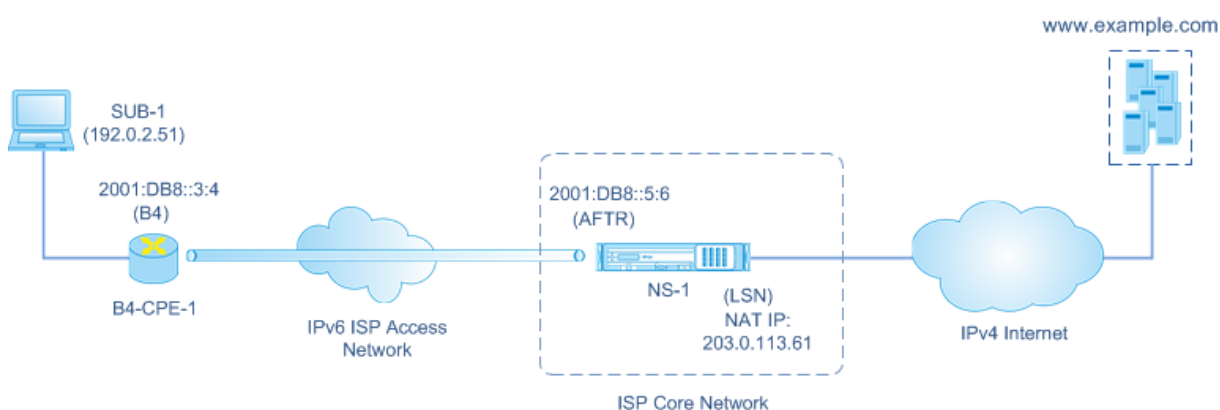 www.example.com
SUB-1
(192.0.2.51)
2001:DB8::3:4
(B4)
B4-CPE-1
IPv6 ISP Access
Network
2001:DB8::5:6
(AFTR)
NS-1
(LSN)
NAT IP:
203.0.113.61
ISP Core Network
IPv4 Internet